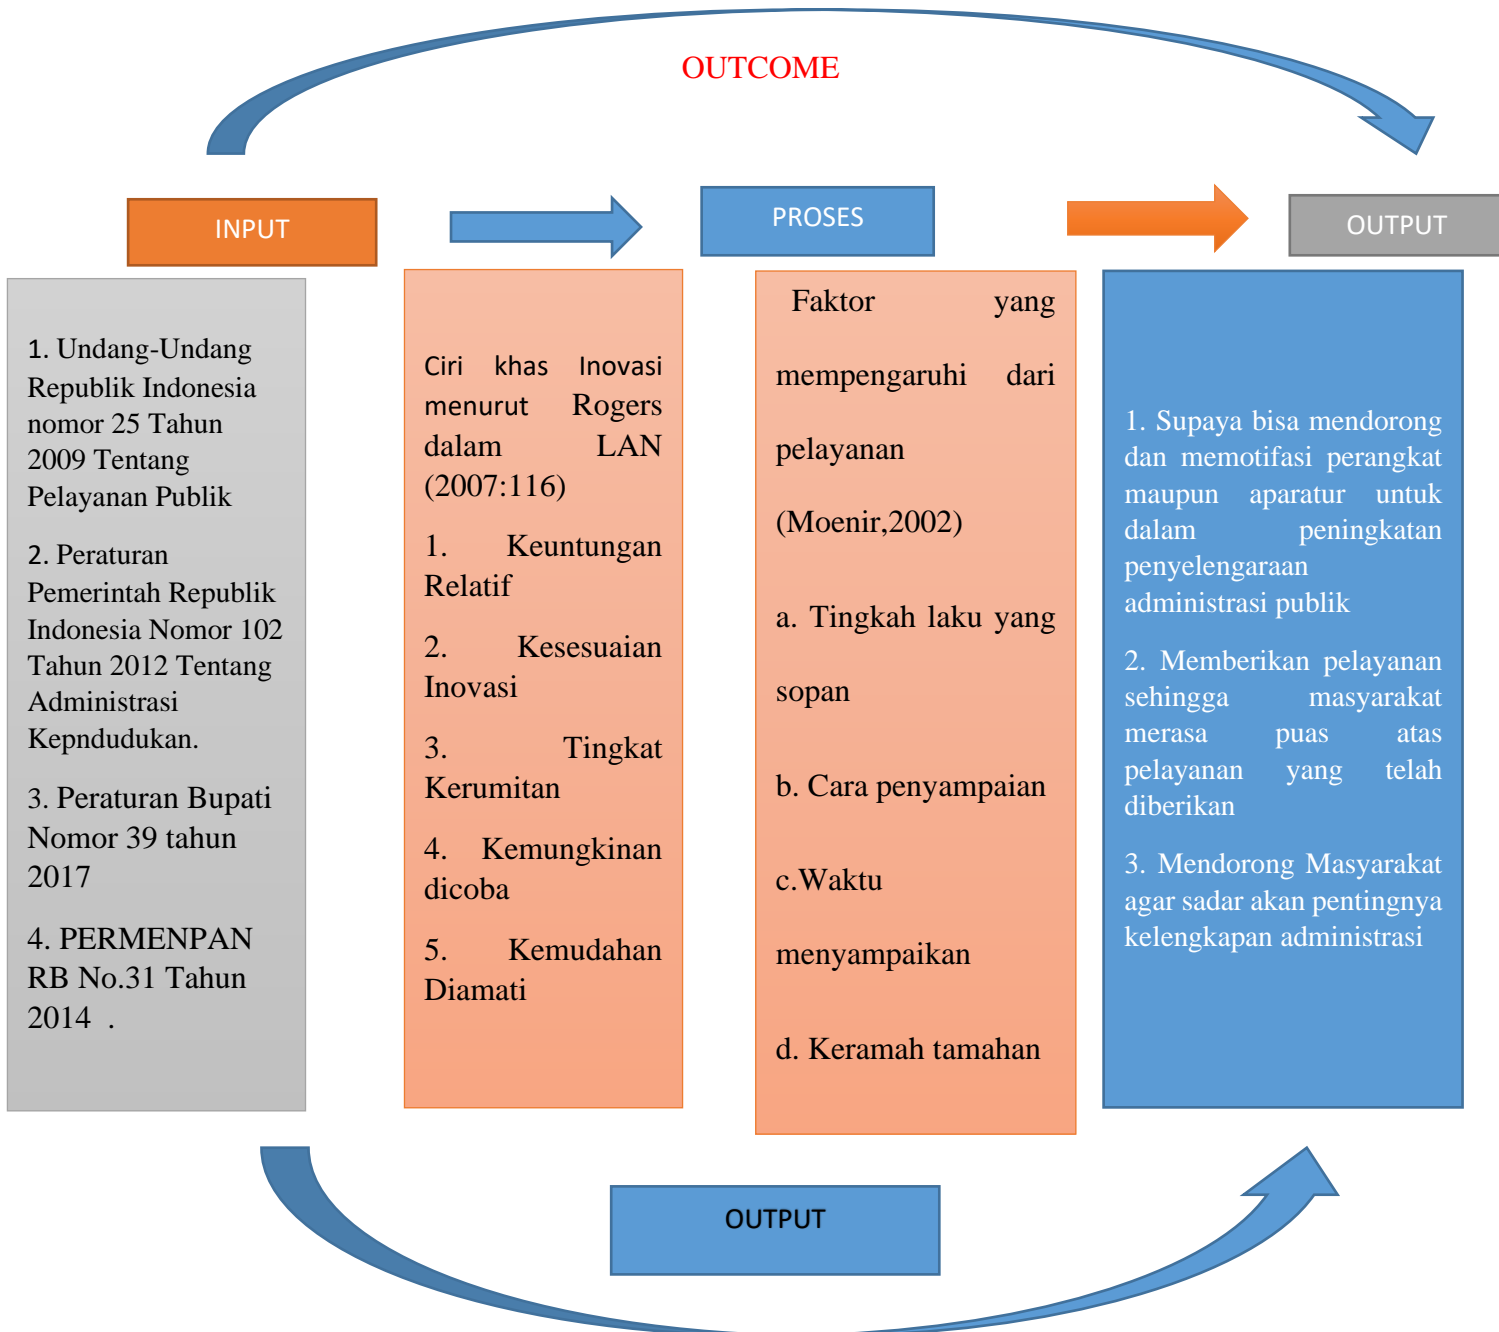 OUTCOME
INPUT
PROSES
OUTPUT
1. Undang-Undang
Republik Indonesia
nomor 25 Tahun
2009 Tentang
Pelayanan Publik
2. Peraturan
Pemerintah Republik
Indonesia Nomor 102
Tahun 2012 Tentang
Administrasi
Kepndudukan.
3. Peraturan Bupati
Nomor 39 tahun
2017
4. PERMENPAN
RB No.31 Tahun
2014 .
Ciri khas Inovasi
menurut Rogers
dalam LAN
(2007:116)
1. Keuntungan
Relatif
2. Kesesuaian
Inovasi
3. Tingkat
Kerumitan
4. Kemungkinan
dicoba
5. Kemudahan
Diamati
Faktor yang
mempengaruhi dari
pelayanan
(Moenir,2002)
a. Tingkah laku yang
sopan
b. Cara penyampaian
c.Waktu
menyampaikan
d. Keramah tamahan
1. Supaya bisa mendorong
dan memotifasi perangkat
maupun aparatur untuk
dalam peningkatan
penyelengaraan
administrasi publik
2. Memberikan pelayanan
sehingga masyarakat
merasa puas atas
pelayanan yang telah
diberikan
3. Mendorong Masyarakat
agar sadar akan pentingnya
kelengkapan administrasi
OUTPUT